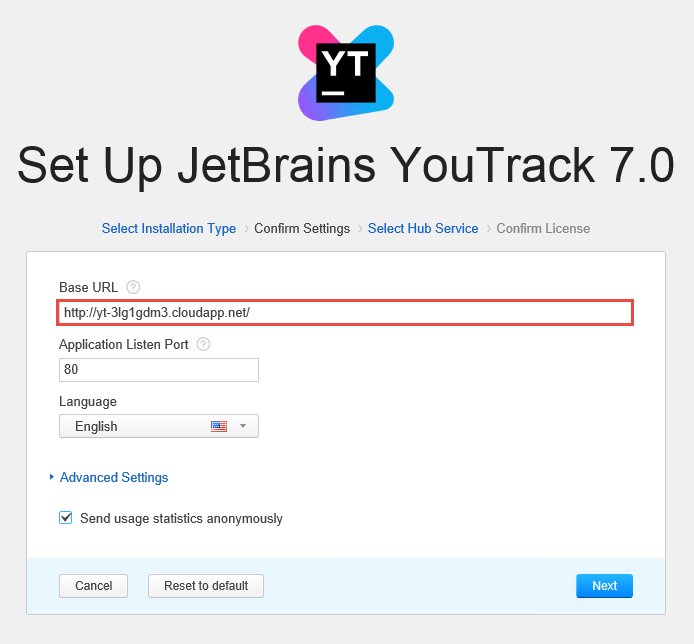 YT
Set Up JetBrains YouTrack 7.0
Select Installation Type › Confirm Settings › Select Hub Service › Confirm License
Base URL ?
http://yt-3lg1gdm3.cloudapp.net/
Application Listen Port ?
80
Language
English
Advanced Settings
Send usage statistics anonymously
Cancel Reset to default Next